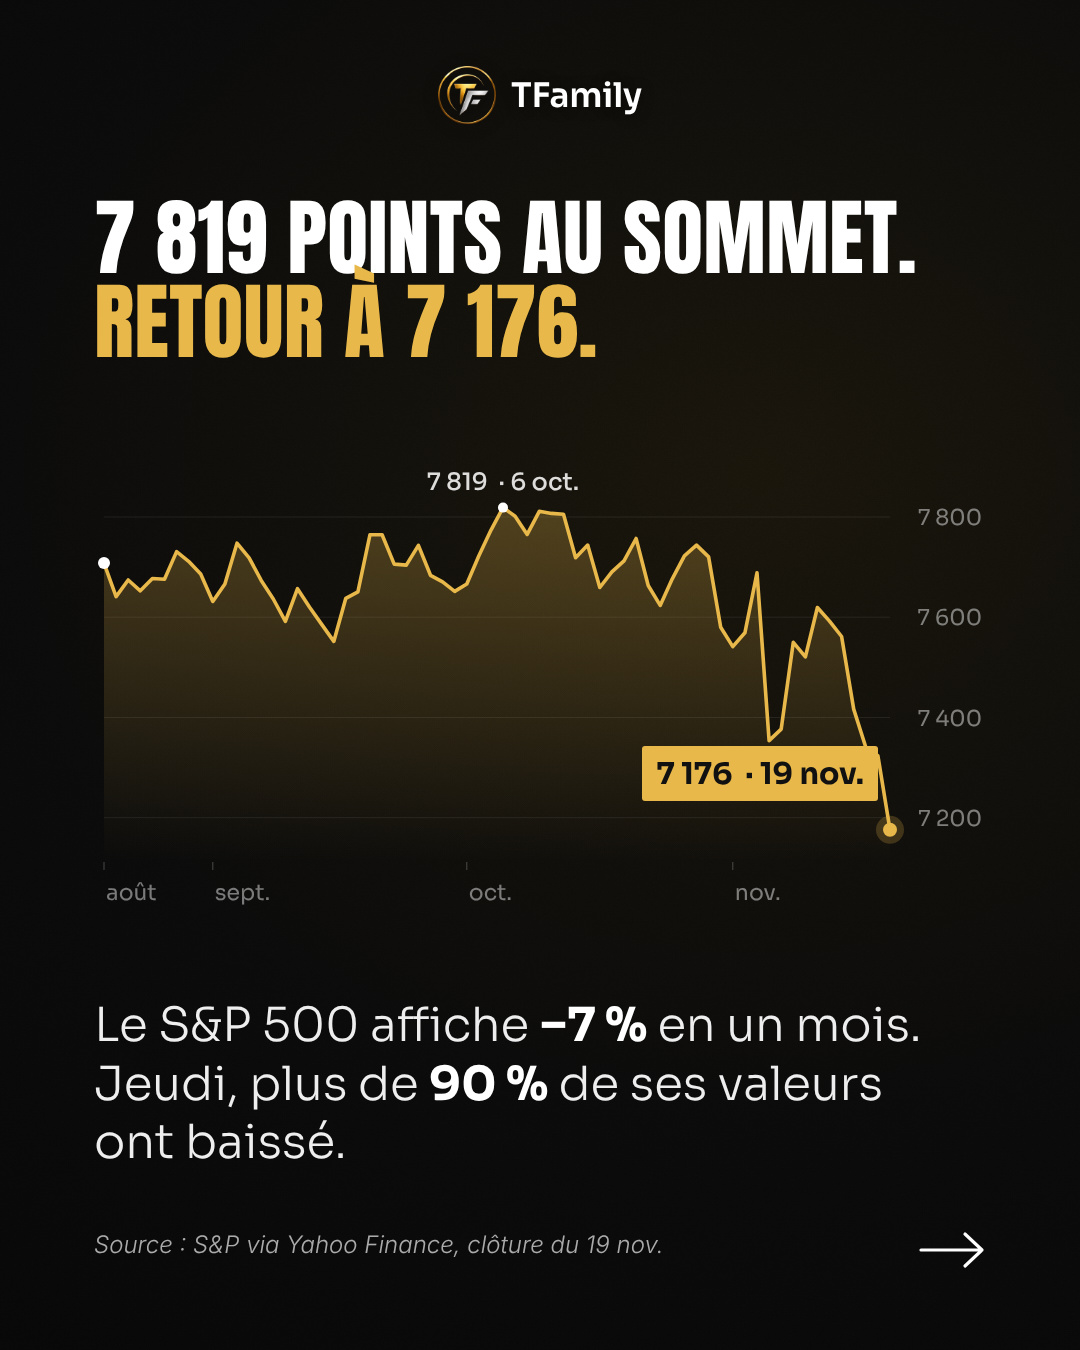 TF TFamily
7 819 POINTS AU SOMMET.
RETOUR À 7 176.
7 819 · 6 oct.
7 800
7 600
7 400
7 176 · 19 nov.
7 200
août sept. oct. nov.
Le S&P 500 affiche −7 % en un mois.
Jeudi, plus de 90 % de ses valeurs
ont baissé.
Source : S&P via Yahoo Finance, clôture du 19 nov.